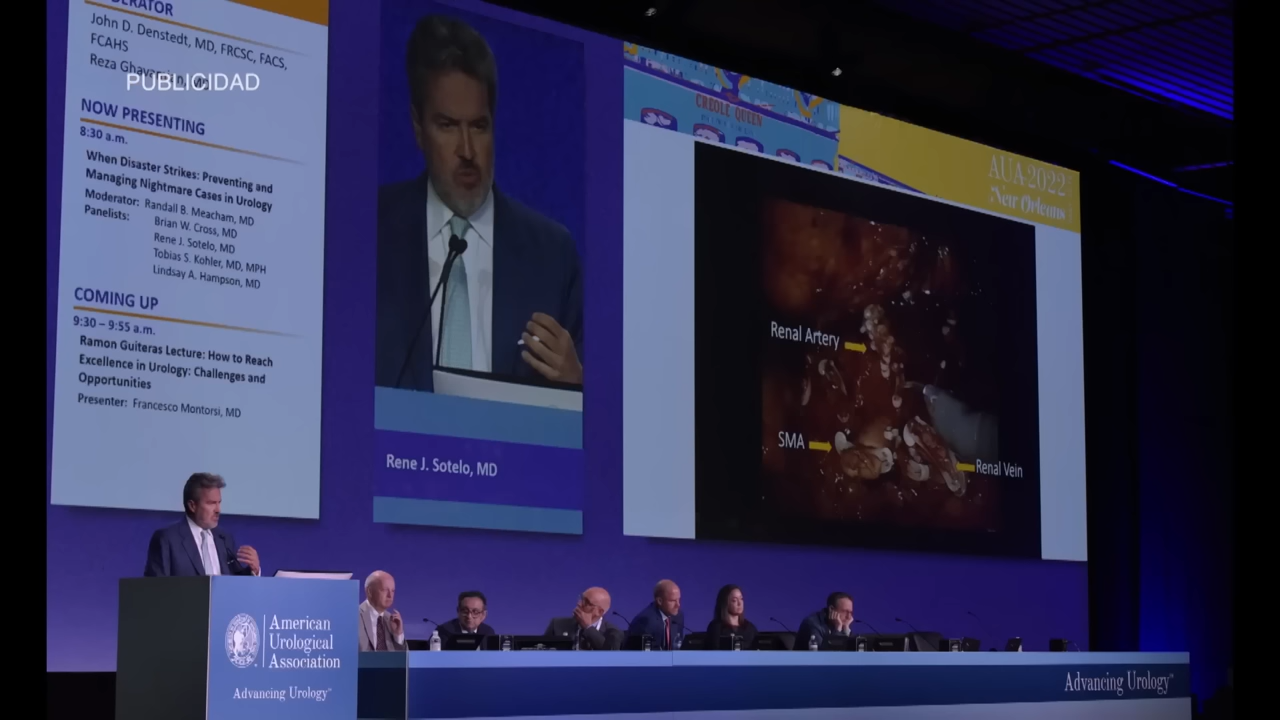 ERATOR
John D. Denstedt, MD, FRCSC, FACS,
FCAHS
Reza
PUBLICIDAD
NOW PRESENTING
8:30 a.m.
When Disaster Strikes: Preventing and
Managing Nightmare Cases in Urology
Moderator: Randall B. Meacham, MD
Panelists: Brian W. Cross, MD
Rene J. Sotelo, MD
Tobias S. Kohler, MD, MPH
Lindsay A. Hampson, MD
COMING UP
9:30 – 9:55 a.m.
Ramon Guiteras Lecture: How to Reach
Excellence in Urology: Challenges and
Opportunities
Presenter: Francesco Montorsi, MD
Rene J. Sotelo, MD
CREOLE QUEEN
AUA2022
New Orleans
Renal Artery
SMA
Renal Vein
American
Urological
Association
Advancing Urology
Advancing Urology